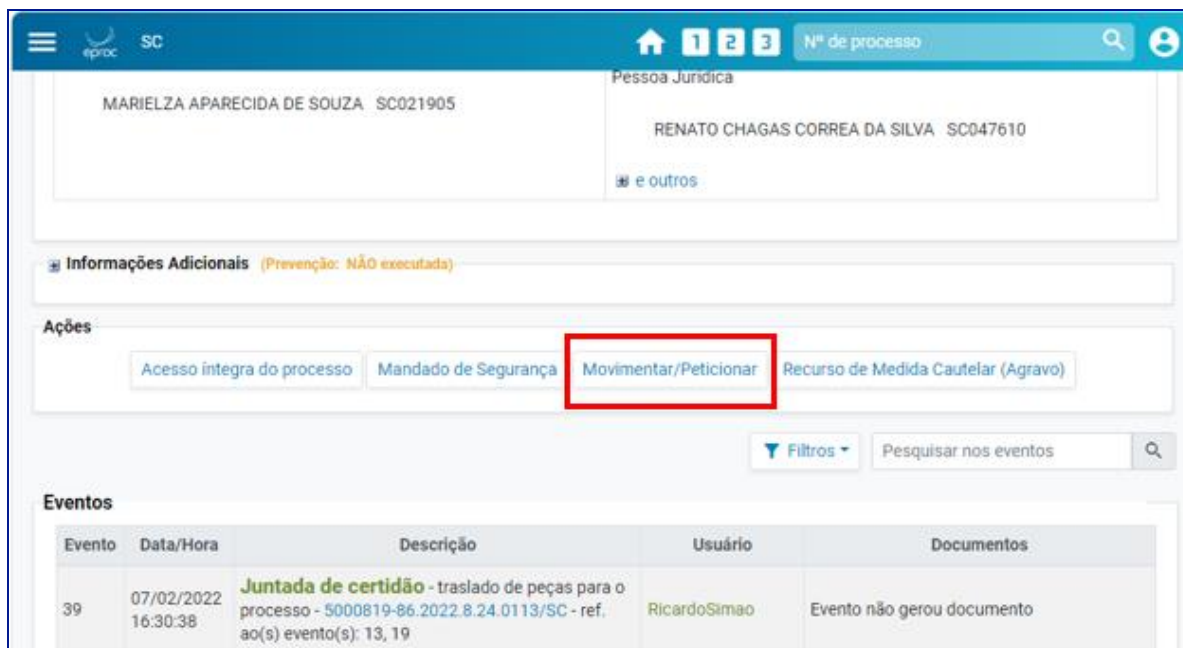 eproc SC 1 2 3 Nº de processo
Pessoa Jurídica
MARIELZA APARECIDA DE SOUZA SC021905
RENATO CHAGAS CORREA DA SILVA SC047610
e outros
Informações Adicionais (Prevenção: NÃO executada)
Ações
Acesso íntegra do processo Mandado de Segurança Movimentar/Peticionar Recurso de Medida Cautelar (Agravo)
Filtros Pesquisar nos eventos
Eventos
Evento Data/Hora Descrição Usuário Documentos
39 07/02/2022 16:30:38 Juntada de certidão - traslado de peças para o
processo - 5000819-86.2022.8.24.0113/SC - ref. RicardoSimao Evento não gerou documento
ao(s) evento(s): 13, 19